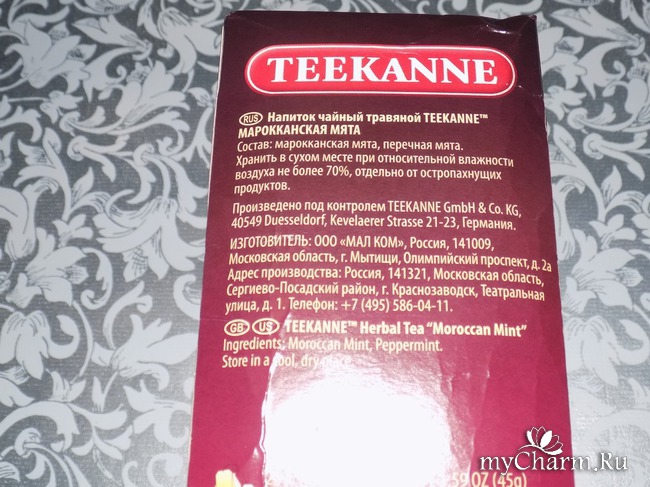 TEEKANNE
RUS Напиток чайный травяной TEEKANNE™
МАРОККАНСКАЯ МЯТА
Состав: марокканская мята, перечная мята.
Хранить в сухом месте при относительной влажности
воздуха не более 70%, отдельно от остропахнущих
продуктов.
Произведено под контролем TEEKANNE GmbH & Co. KG,
40549 Duesseldorf, Kevelaerer Strasse 21-23, Германия.
ИЗГОТОВИТЕЛЬ: ООО «МАЛ КОМ», Россия, 141009,
Московская область, г. Мытищи, Олимпийский проспект, д. 2а
Адрес производства: Россия, 141321, Московская область,
Сергиево-Посадский район, г. Краснозаводск, Театральная
улица, д. 1. Телефон: +7 (495) 586-04-11.
GB US TEEKANNE™ Herbal Tea "Moroccan Mint"
Ingredients: Moroccan Mint, Peppermint.
Store in a cool, dry place
59 OZ (45g)
myCharm.Ru